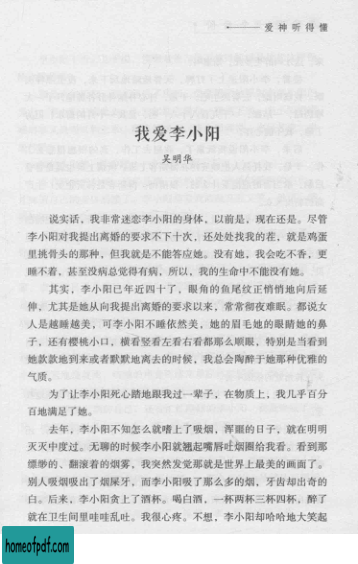 爱神听得懂
我爱李小阳
吴明华
说实话，我非常迷恋李小阳的身体，以前是，现在还是。尽管
李小阳对我提出离婚的要求不下十次，还处处找我的茬，就是鸡蛋
里挑骨头的那种，但我就是不能答应她。没有她，我会吃不香，更
睡不着，甚至没病总觉得有病，所以，我的生命中不能没有她。
其实，李小阳已年近四十了，眼角的鱼尾纹正悄悄地向后延
伸，尤其是她从向我提出离婚的要求以来，常常彻夜难眠。都说女
人是越睡越美，可李小阳不睡依然美，她的眉毛她的眼睛她的鼻
子，还有樱桃小口，横看竖看左看右看都那么顺眼，特别是当看到
她款款地到来或者默默地离去的时候，我总会陶醉于她那种优雅的
气质。
为了让李小阳死心踏地跟我过一辈子，在物质上，我几乎百分
百地满足了她。
去年，李小阳不知怎么就嗜上了吸烟，浑噩的日子，就在明明
灭灭中度过。无聊的时候李小阳就翘起嘴唇吐烟圈给我看。看到那
缥缈的、翻滚着的烟雾，我突然发觉那就是世界上最美的画面了。
别人吸烟吸出了烟屎牙，而李小阳吸了那么多的烟，牙齿却出奇的
白。后来，李小阳贪上了酒杯。喝白酒，一杯两杯三杯四杯，醉了
就在卫生间里哇哇乱吐。我很心疼。不想，李小阳却哈哈地大笑起
homeofpdf.com